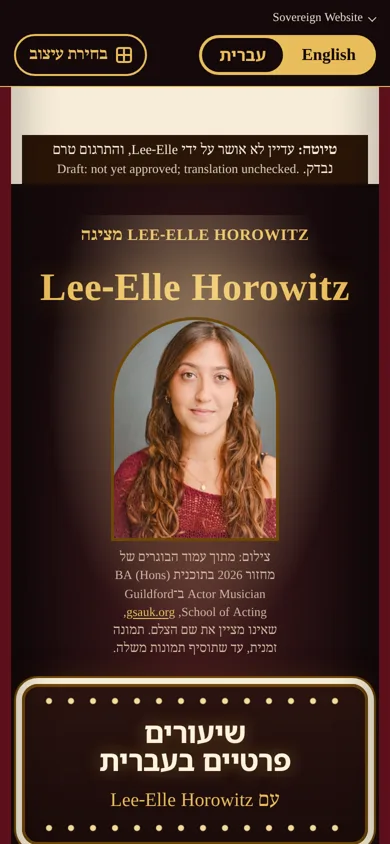 Sovereign Website
בחירת עיצוב
עברית
English
טיוטה: עדיין לא אושר על ידי Lee-Elle, והתרגום טרם
נבדק. Draft: not yet approved; translation unchecked.
LEE-ELLE HOROWITZ מציגה
Lee-Elle Horowitz
צילום: מתוך עמוד הבוגרים של
מחזור 2026 בתוכנית BA (Hons)
Actor Musician ב־Guildford
School of Acting, gsauk.org,
שאינו מציין את שם הצלם. תמונה
זמנית, עד שתוסיף תמונות משלה.
שיעורים
פרטיים בעברית
עם Lee-Elle Horowitz